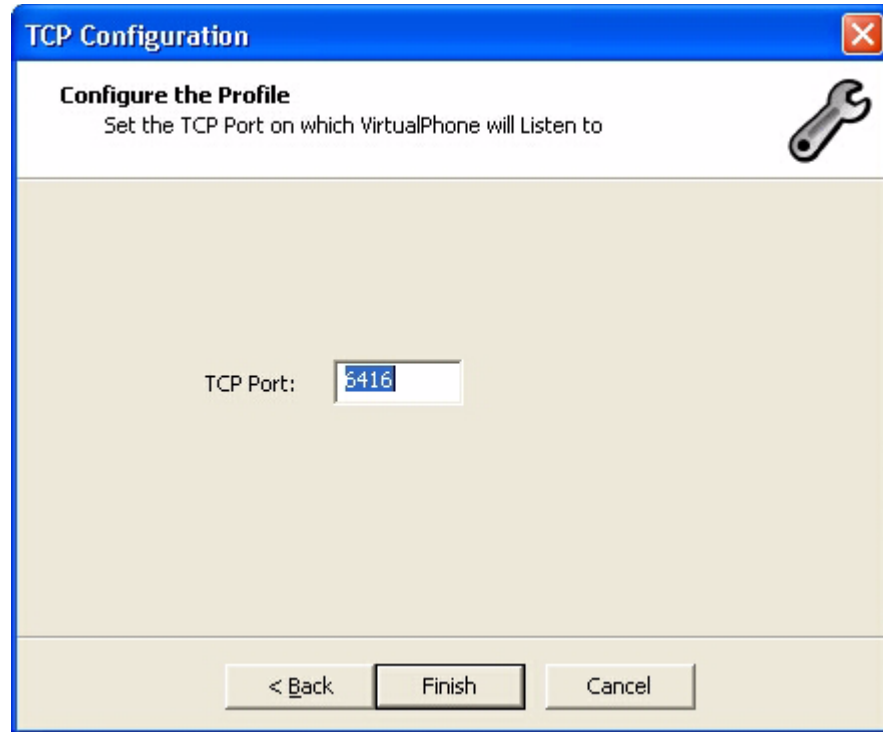 TCP Configuration
Configure the Profile
Set the TCP Port on which VirtualPhone will Listen to
TCP Port: 6416
< Back Finish Cancel